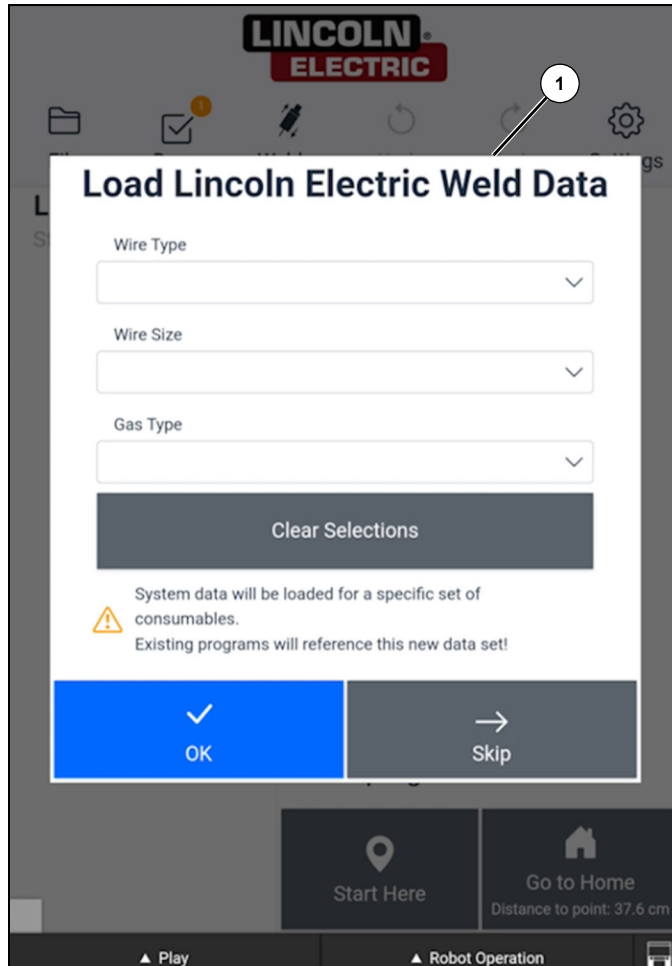 LINCOLN
ELECTRIC
1
1
gs
Load Lincoln Electric Weld Data
Wire Type
Wire Size
Gas Type
Clear Selections
System data will be loaded for a specific set of
consumables.
Existing programs will reference this new data set!
OK
Skip
Start Here
Go to Home
Distance to point: 37.6 cm
▲ Play
▲ Robot Operation